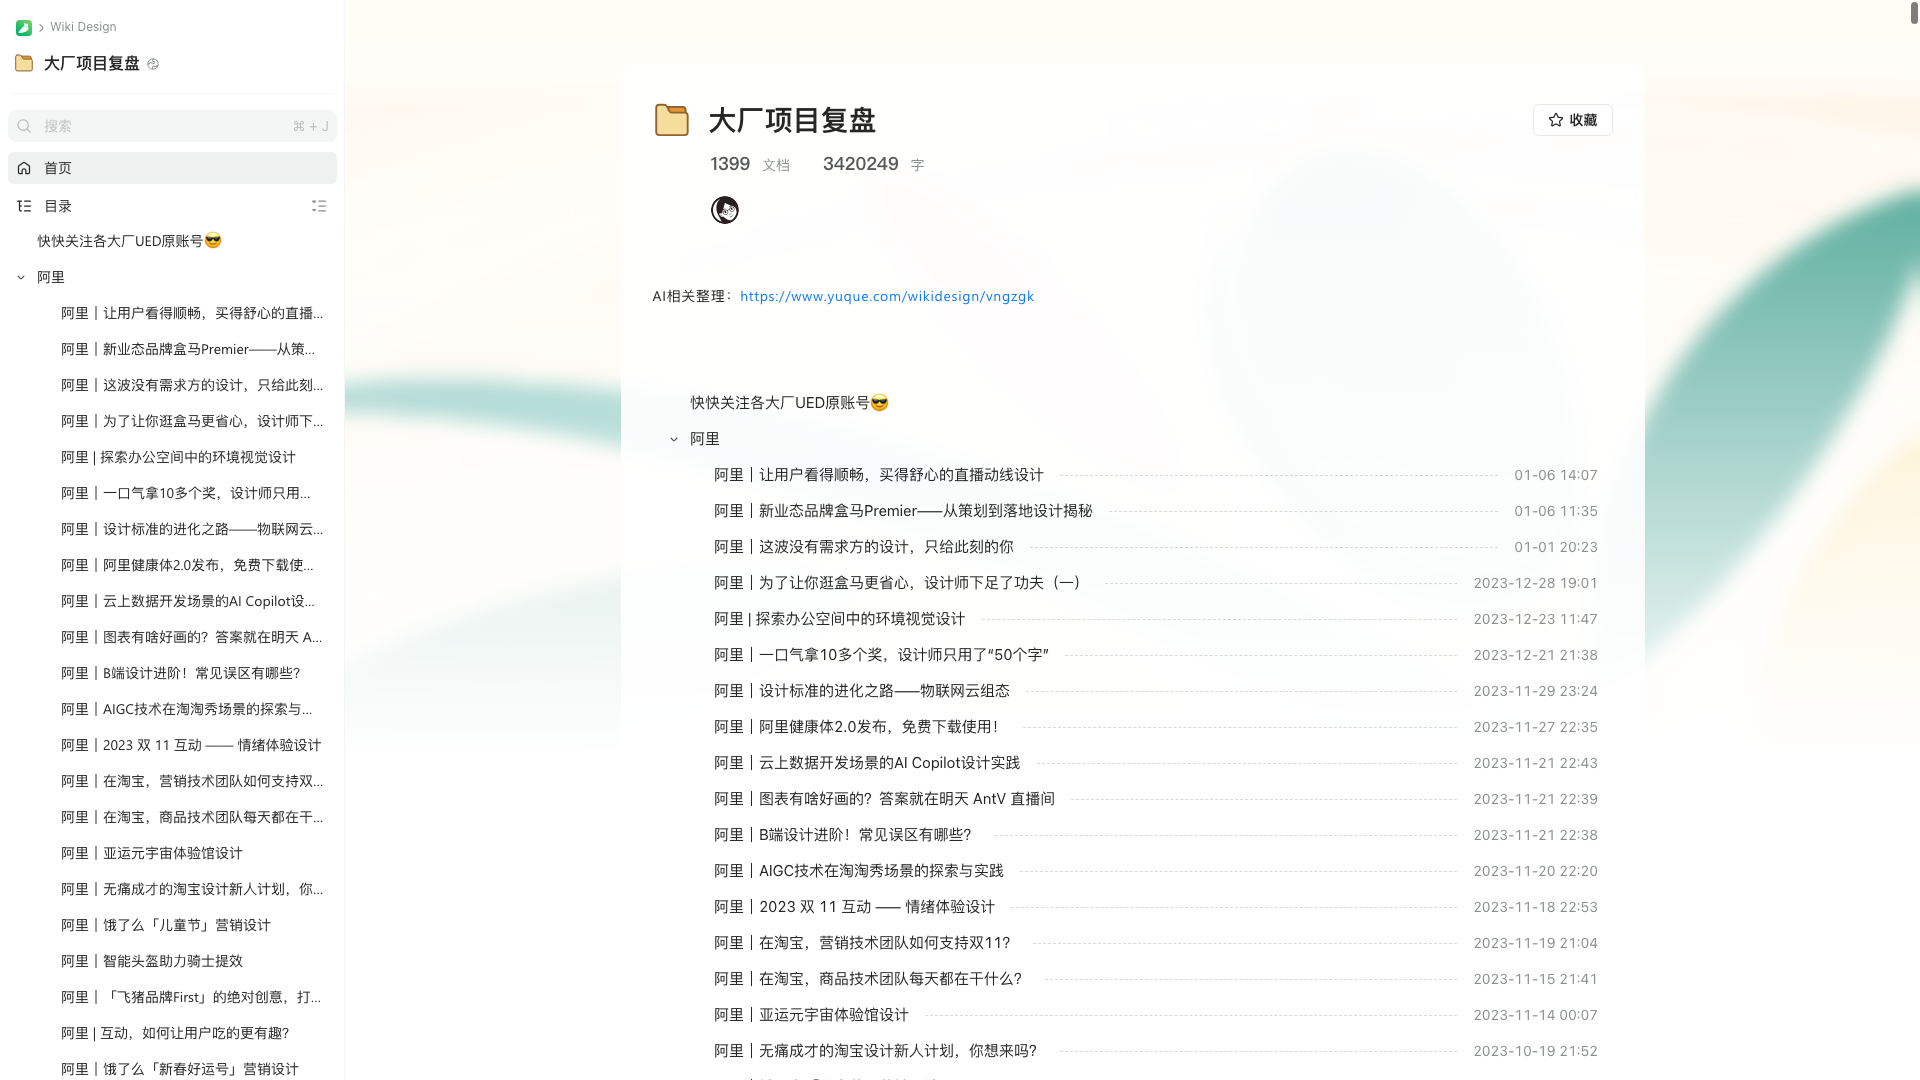 Wiki Design
大厂项目复盘
搜索 ⌘ + J
首页
目录
快快关注各大厂UED原账号😎
阿里
阿里｜让用户看得顺畅，买得舒心的直播...
阿里｜新业态品牌盒马Premier——从策...
阿里｜这波没有需求方的设计，只给此刻...
阿里｜为了让你逛盒马更省心，设计师下...
阿里 | 探索办公空间中的环境视觉设计
阿里｜一口气拿10多个奖，设计师只用...
阿里｜设计标准的进化之路——物联网云...
阿里｜阿里健康体2.0发布，免费下载使...
阿里｜云上数据开发场景的AI Copilot设...
阿里｜图表有啥好画的？答案就在明天 A...
阿里｜B端设计进阶！常见误区有哪些？
阿里｜AIGC技术在淘淘秀场景的探索与...
阿里｜2023 双 11 互动 —— 情绪体验设计
阿里｜在淘宝，营销技术团队如何支持双...
阿里｜在淘宝，商品技术团队每天都在干...
阿里｜亚运元宇宙体验馆设计
阿里｜无痛成才的淘宝设计新人计划，你...
阿里｜饿了么「儿童节」营销设计
阿里｜智能头盔助力骑士提效
阿里｜「飞猪品牌First」的绝对创意，打...
阿里 | 互动，如何让用户吃的更有趣？
阿里｜饿了么「新春好运号」营销设计
大厂项目复盘
收藏
1399 文档 3420249 字
AI相关整理：https://www.yuque.com/wikidesign/vngzgk
快快关注各大厂UED原账号😎
阿里
阿里｜让用户看得顺畅，买得舒心的直播动线设计 01-06 14:07
阿里｜新业态品牌盒马Premier——从策划到落地设计揭秘 01-06 11:35
阿里｜这波没有需求方的设计，只给此刻的你 01-01 20:23
阿里｜为了让你逛盒马更省心，设计师下足了功夫（一） 2023-12-28 19:01
阿里 | 探索办公空间中的环境视觉设计 2023-12-23 11:47
阿里｜一口气拿10多个奖，设计师只用了“50个字” 2023-12-21 21:38
阿里｜设计标准的进化之路——物联网云组态 2023-11-29 23:24
阿里｜阿里健康体2.0发布，免费下载使用！ 2023-11-27 22:35
阿里｜云上数据开发场景的AI Copilot设计实践 2023-11-21 22:43
阿里｜图表有啥好画的？答案就在明天 AntV 直播间 2023-11-21 22:39
阿里｜B端设计进阶！常见误区有哪些？ 2023-11-21 22:38
阿里｜AIGC技术在淘淘秀场景的探索与实践 2023-11-20 22:20
阿里｜2023 双 11 互动 —— 情绪体验设计 2023-11-18 22:53
阿里｜在淘宝，营销技术团队如何支持双11？ 2023-11-19 21:04
阿里｜在淘宝，商品技术团队每天都在干什么？ 2023-11-15 21:41
阿里｜亚运元宇宙体验馆设计 2023-11-14 00:07
阿里｜无痛成才的淘宝设计新人计划，你想来吗？ 2023-10-19 21:52